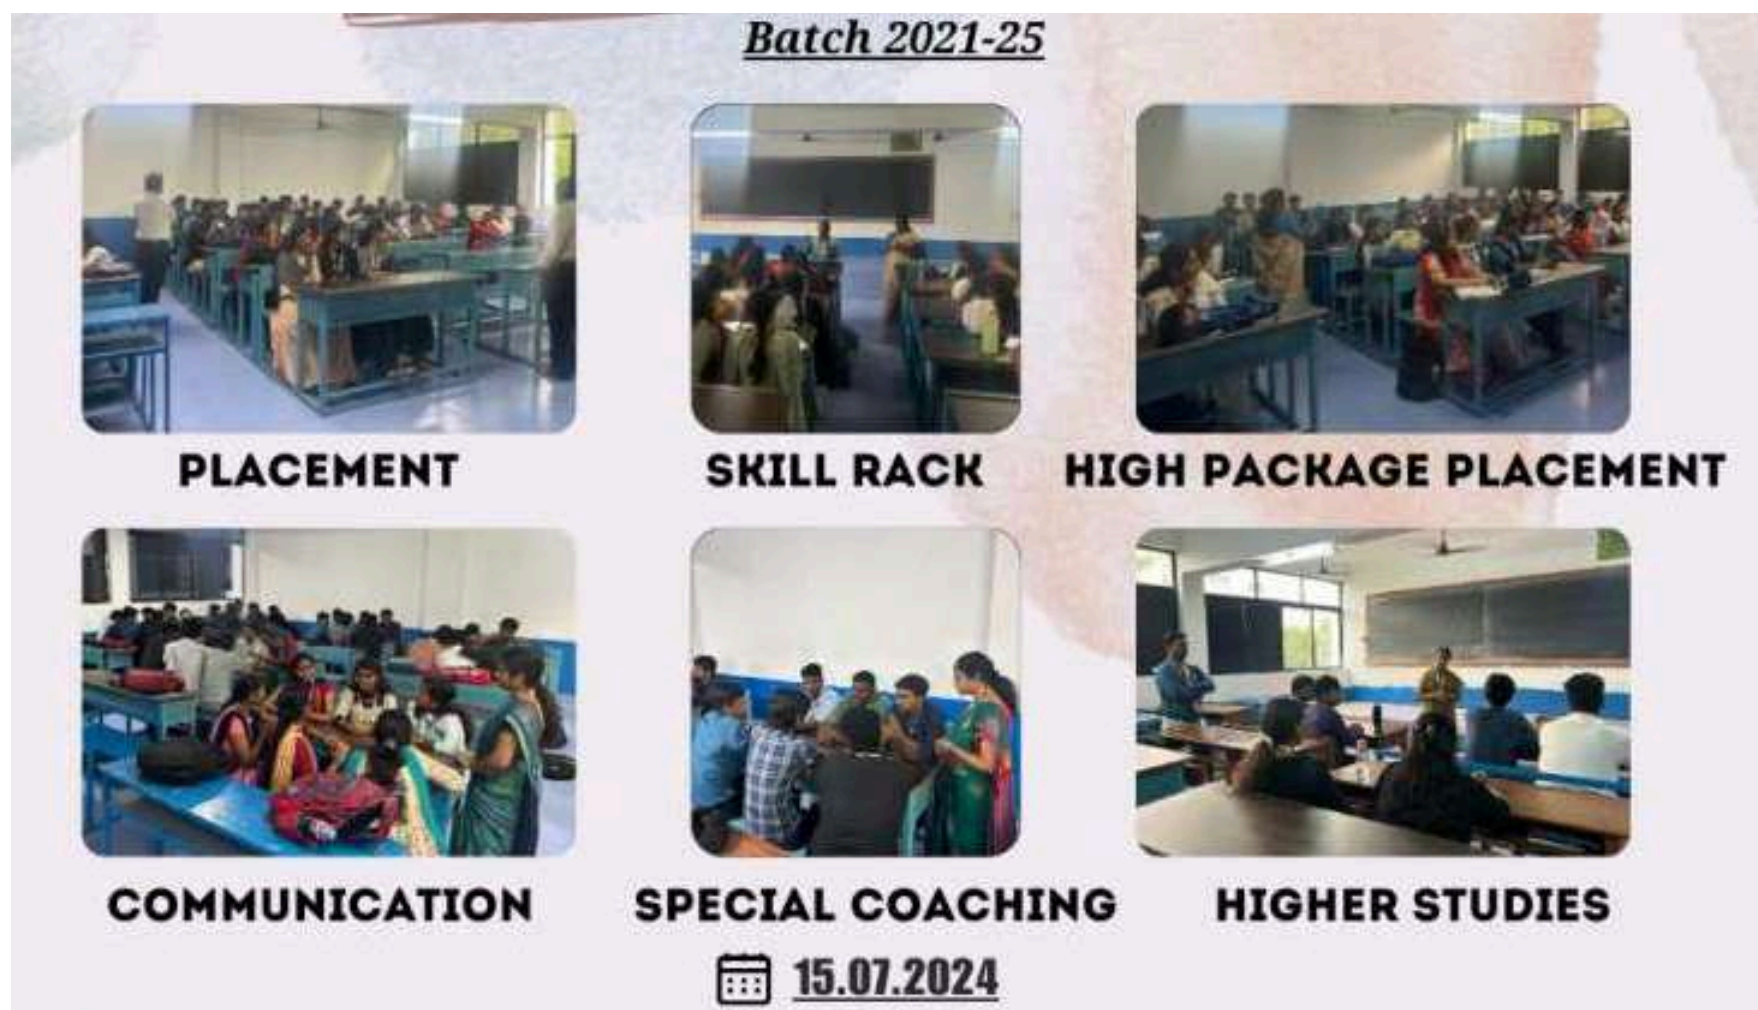 Batch 2021-25
PLACEMENT
SKILL RACK
HIGH PACKAGE PLACEMENT
COMMUNICATION
SPECIAL COACHING
HIGHER STUDIES
15.07.2024